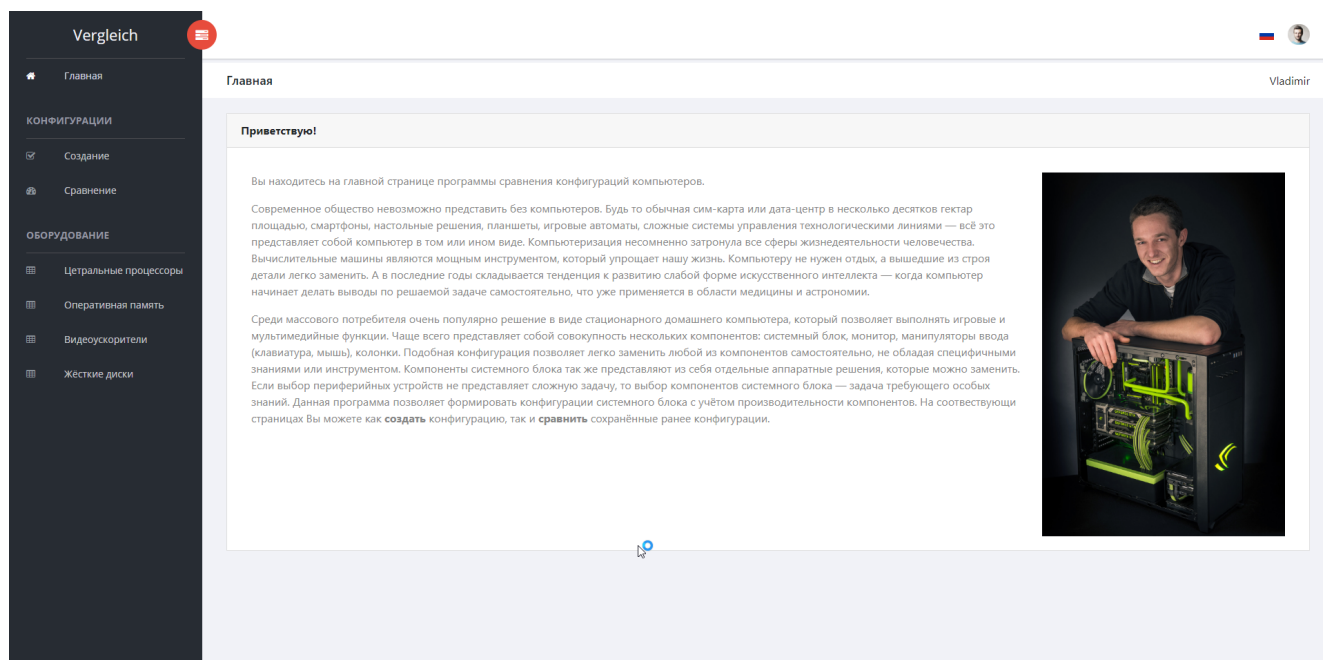 Vergleich
Главная
КОНФИГУРАЦИИ
Создание
Сравнение
ОБОРУДОВАНИЕ
Цетральные процессоры
Оперативная память
Видеоускорители
Жёсткие диски
Главная
Vladimir
Приветствую!
Вы находитесь на главной странице программы сравнения конфигураций компьютеров.
Современное общество невозможно представить без компьютеров. Будь то обычная сим-карта или дата-центр в несколько десятков гектар
площадью, смартфоны, настольные решения, планшеты, игровые автоматы, сложные системы управления технологическими линиями — всё это
представляет собой компьютер в том или ином виде. Компьютеризация несомненно затронула все сферы жизнедеятельности человечества.
Вычислительные машины являются мощным инструментом, который упрощает нашу жизнь. Компьютеру не нужен отдых, а вышедшие из строя
детали легко заменить. А в последние годы складывается тенденция к развитию слабой форме искусственного интеллекта — когда компьютер
начинает делать выводы по решаемой задаче самостоятельно, что уже применяется в области медицины и астрономии.
Среди массового потребителя очень популярно решение в виде стационарного домашнего компьютера, который позволяет выполнять игровые и
мультимедийные функции. Чаще всего представляет собой совокупность нескольких компонентов: системный блок, монитор, манипуляторы ввода
(клавиатура, мышь), колонки. Подобная конфигурация позволяет легко заменить любой из компонентов самостоятельно, не обладая специфичными
знаниями или инструментом. Компоненты системного блока так же представляют из себя отдельные аппаратные решения, которые можно заменить.
Если выбор периферийных устройств не представляет сложную задачу, то выбор компонентов системного блока — задача требующего особых
знаний. Данная программа позволяет формировать конфигурации системного блока с учётом производительности компонентов. На соотвествующи
страницах Вы можете как создать конфигурацию, так и сравнить сохранённые ранее конфигурации.